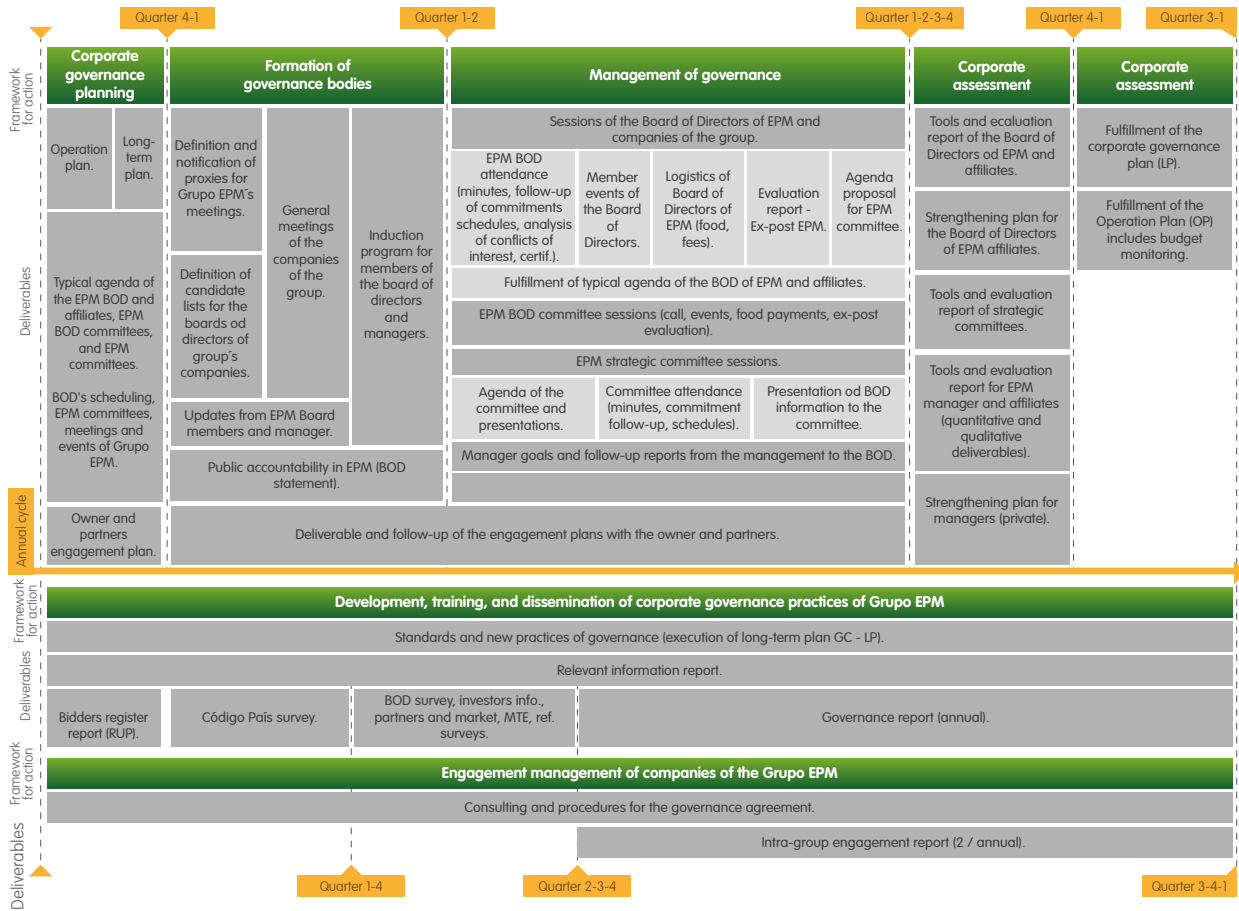 Quarter 4-1
Quarter 1-2
Quarter 1-2-3-4
Quarter 4-1
Quarter 3-1
Framework
for action
Corporate
governance
planning
Formation of
governance bodies
Management of governance
Corporate
assessment
Corporate
assessment
Deliverables
Operation
plan.
Long-
term
plan.
Typical agenda of
the EPM BOD and
affiliates, EPM
BOD committees,
and EPM
committees.
BOD's scheduling,
EPM committees,
meetings and
events of Grupo
EPM.
Owner and
partners
engagement plan.
Definition and
notification of
proxies for
Grupo EPM´s
meetings.
Definition of
candidate
lists for the
boards od
directors of
group´s
companies.
General
meetings
of the
companies
of the
group.
Induction
program for
members of
the board of
directors
and
managers.
Updates from EPM Board
members and manager.
Public accountability in EPM (BOD
statement).
Sessions of the Board of Directors of EPM and
companies of the group.
EPM BOD
attendance
(minutes, follow-up
of commitments
schedules, analysis
of conflicts of
interest, certif.).
Member
events of
the Board
of
Directors.
Logistics of
Board of
Directors of
EPM (food,
fees).
Evaluation
report -
Ex-post EPM.
Agenda
proposal
for EPM
committee.
Fulfillment of typical agenda of the BOD of EPM and affiliates.
EPM BOD committee sessions (call, events, food payments, ex-post
evaluation).
EPM strategic committee sessions.
Agenda of the
committee and
presentations.
Committee attendance
(minutes, commitment
follow-up, schedules).
Presentation od BOD
information to the
committee.
Manager goals and follow-up reports from the management to the BOD.
Deliverable and follow-up of the engagement plans with the owner and partners.
Tools and ecaluation
report of the Board of
Directors od EPM and
affiliates.
Strengthening plan for
the Board of Directors
of EPM affiliates.
Tools and evaluation
report of strategic
committees.
Tools and evaluation
report for EPM
manager and affiliates
(quantitative and
qualitative
deliverables).
Strengthening plan for
managers (private).
Fulfillment of the
corporate governance
plan (LP).
Fulfillment of the
Operation Plan (OP)
includes budget
monitoring.
Annual cycle
Framework
for action
Development, training, and dissemination of corporate governance practices of Grupo EPM
Deliverables
Standards and new practices of governance (execution of long-term plan GC - LP).
Relevant information report.
Bidders register
report (RUP).
Código País survey.
BOD survey, investors info.,
partners and market, MTE, ref.
surveys.
Governance report (annual).
Framework
for action
Engagement management of companies of the Grupo EPM
Deliverables
Consulting and procedures for the governance agreement.
Intra-group engagement report (2 / annual).
Quarter 1-4
Quarter 2-3-4
Quarter 3-4-1